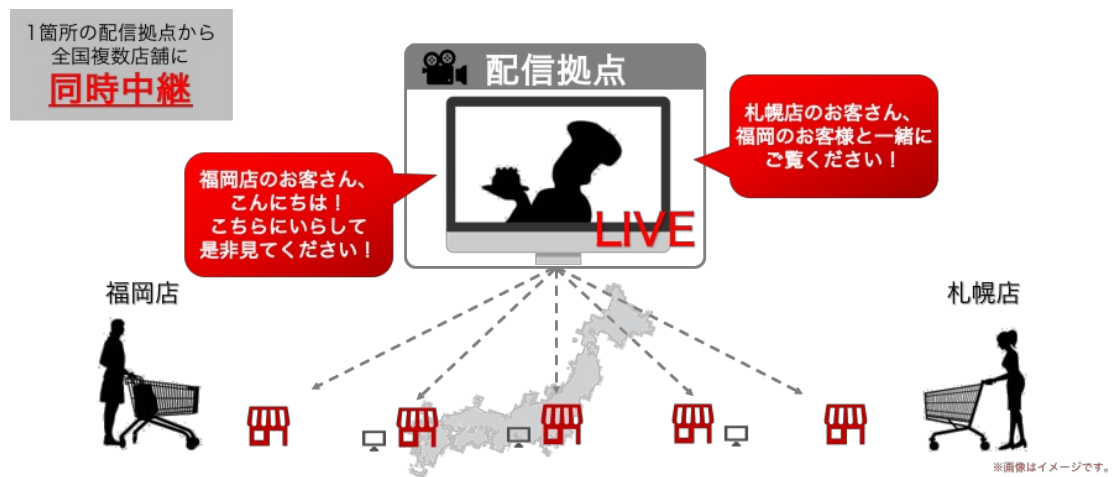 1箇所の配信拠点から
全国複数店舗に
同時中継
配信拠点
札幌店のお客さん、
福岡のお客様と一緒に
ご覧ください！
福岡店のお客さん、
こんにちは！
こちらにいらして
是非見てください！
LIVE
福岡店
札幌店
※画像はイメージです。